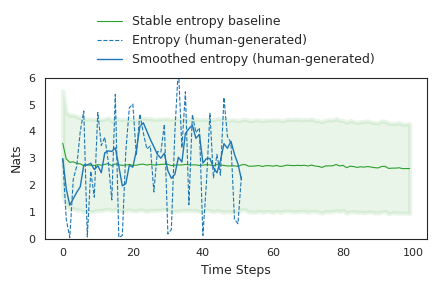 Stable entropy baseline
Entropy (human-generated)
Smoothed entropy (human-generated)
6
5
4
3
2
1
0
Nats
0 20 40 60 80 100
Time Steps